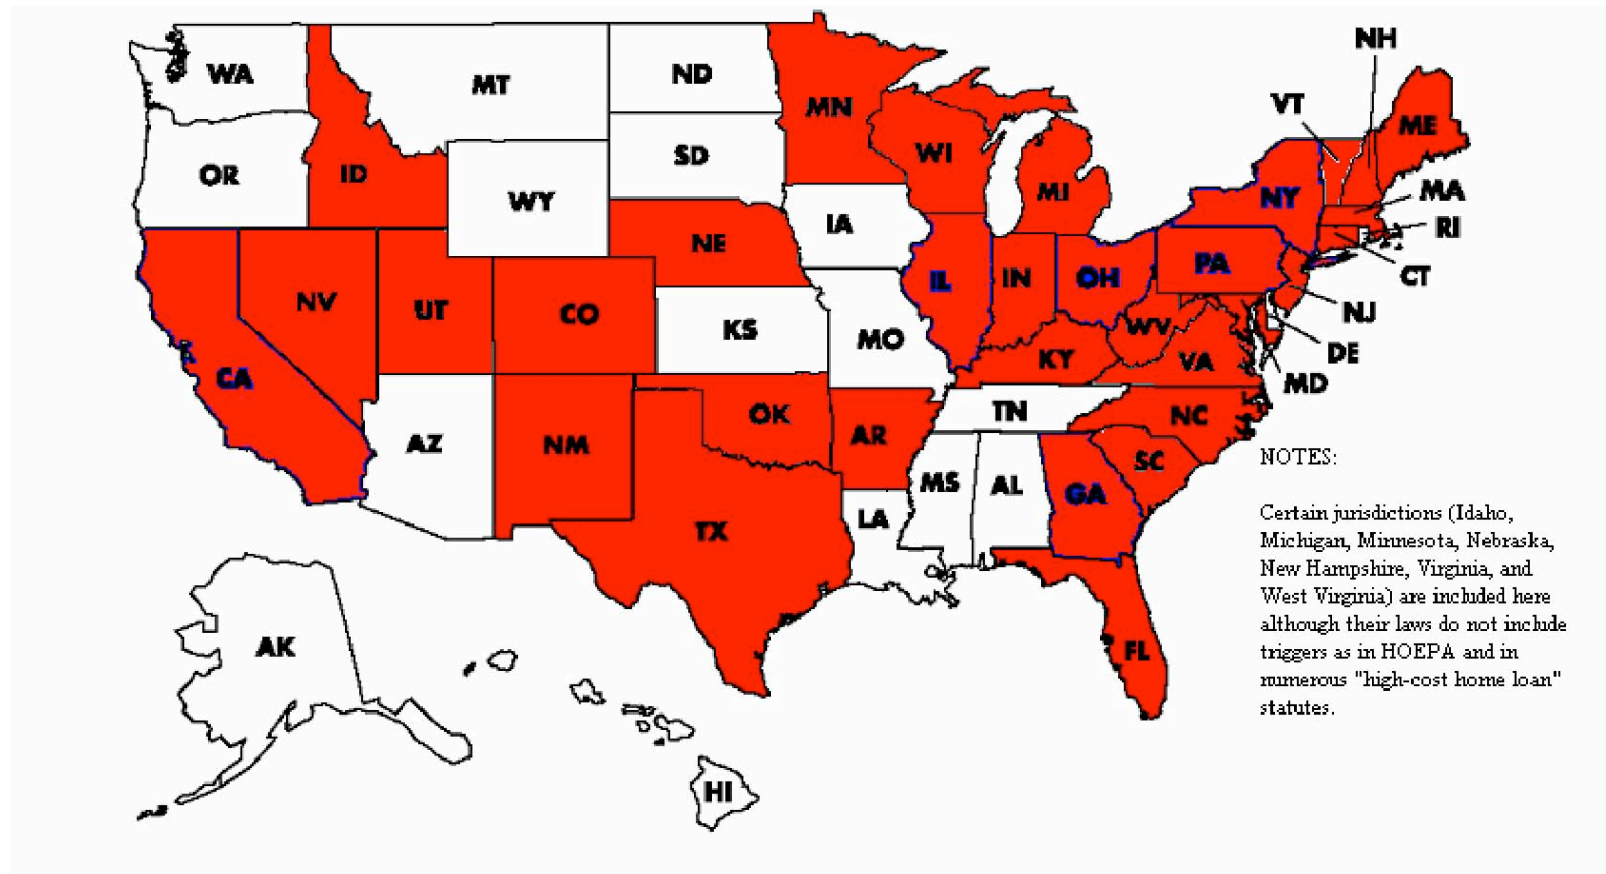 NH
WA
MT
ND
VT
MN
ME
OR
ID
SD
WI
MI
MA
WY
NY
IA
RI
NE
PA
CT
IL
IN
OH
NV
UT
CO
NJ
KS
MO
WV
DE
KY
VA
MD
CA
TN
NC
OK
AR
AZ
NM
SC
MS
AL
GA
LA
TX
AK
FL
HI
NOTES:
Certain jurisdictions (Idaho,
Michigan, Minnesota, Nebraska,
New Hampshire, Virginia, and
West Virginia) are included here
although their laws do not include
triggers as in HOEPA and in
numerous "high-cost home loan"
statutes.